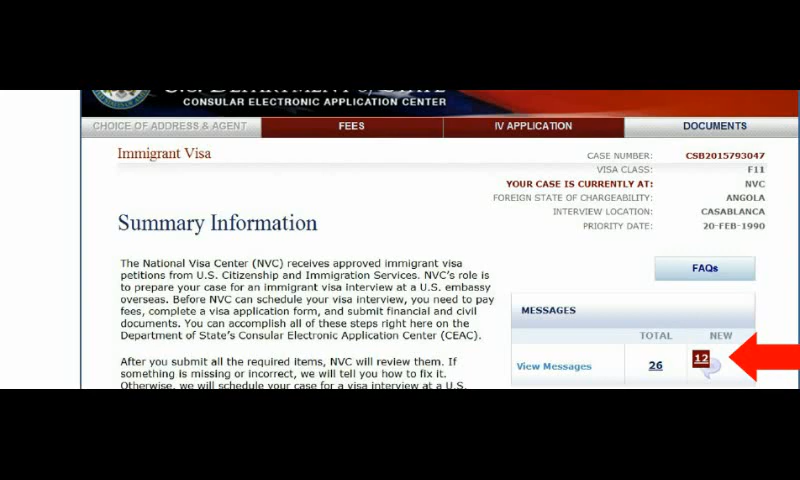 CONSULAR ELECTRONIC APPLICATION CENTER
CHOICE OF ADDRESS & AGENT
FEES
IV APPLICATION
DOCUMENTS
Immigrant Visa
CASE NUMBER: CSB2015793047
VISA CLASS: F11
YOUR CASE IS CURRENTLY AT: NVC
FOREIGN STATE OF CHARGEABILITY: ANGOLA
INTERVIEW LOCATION: CASABLANCA
PRIORITY DATE: 20-FEB-1990
Summary Information
The National Visa Center (NVC) receives approved immigrant visa
petitions from U.S. Citizenship and Immigration Services. NVC's role is
to prepare your case for an immigrant visa interview at a U.S. embassy
overseas. Before NVC can schedule your visa interview, you need to pay
fees, complete a visa application form, and submit financial and civil
documents. You can accomplish all of these steps right here on the
Department of State's Consular Electronic Application Center (CEAC).
After you submit all the required items, NVC will review them. If
something is missing or incorrect, we will tell you how to fix it.
Otherwise, we will schedule your case for a visa interview at a U.S.
FAQs
MESSAGES
TOTAL NEW
View Messages 26 12